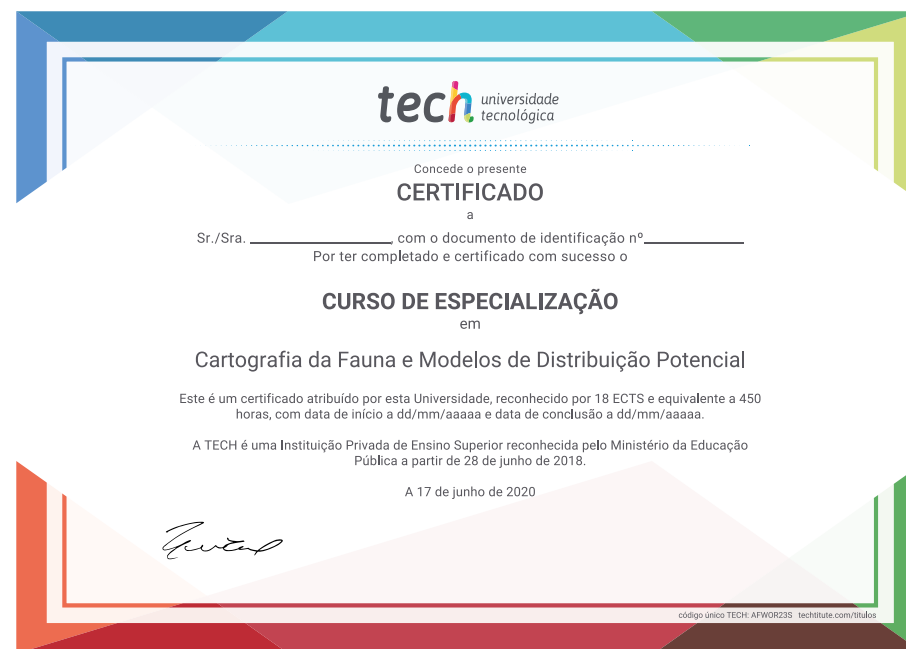 tech universidade
tecnológica
Concede o presente
CERTIFICADO
a
Sr./Sra. ____________________, com o documento de identificação nº______________
Por ter completado e certificado com sucesso o
CURSO DE ESPECIALIZAÇÃO
em
Cartografia da Fauna e Modelos de Distribuição Potencial
Este é um certificado atribuído por esta Universidade, reconhecido por 18 ECTS e equivalente a 450
horas, com data de início a dd/mm/aaaaa e data de conclusão a dd/mm/aaaaa.
A TECH é uma Instituição Privada de Ensino Superior reconhecida pelo Ministério da Educação
Pública a partir de 28 de junho de 2018.
A 17 de junho de 2020
código único TECH: AFWOR23S techtitute.com/titulos